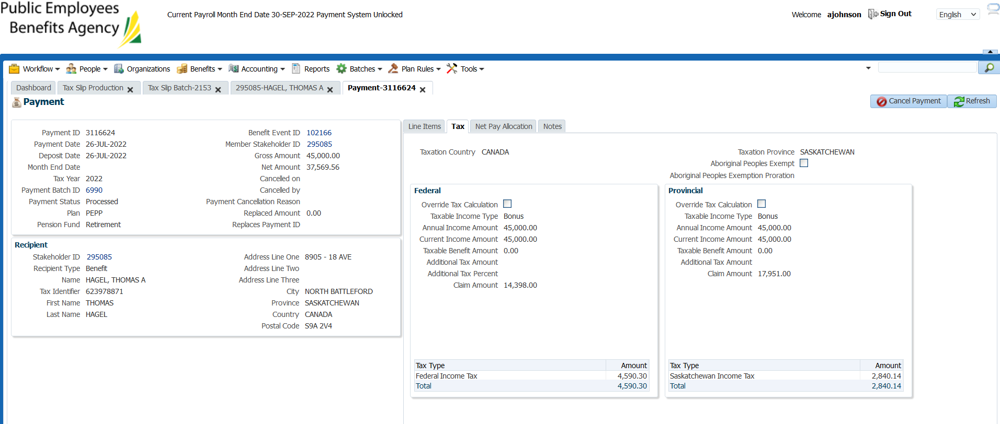 Public Employees
Benefits Agency
Current Payroll Month End Date 30-SEP-2022 Payment System Unlocked
Welcome ajohnson Sign Out English
Workflow People Organizations Benefits Accounting Reports Batches Plan Rules Tools
Dashboard Tax Slip Production Tax Slip Batch-2153 295085-HAGEL, THOMAS A Payment-3116624
Payment
Cancel Payment Refresh
Payment ID 3116624
Payment Date 26-JUL-2022
Deposit Date 26-JUL-2022
Month End Date
Tax Year 2022
Payment Batch ID 6990
Payment Status Processed
Plan PEPP
Pension Fund Retirement
Benefit Event ID 102166
Member Stakeholder ID 295085
Gross Amount 45,000.00
Net Amount 37,569.56
Cancelled on
Cancelled by
Payment Cancellation Reason
Replaced Amount 0.00
Replaces Payment ID
Recipient
Stakeholder ID 295085
Recipient Type Benefit
Name HAGEL, THOMAS A
Tax Identifier 623978871
First Name THOMAS
Last Name HAGEL
Address Line One 8905 - 18 AVE
Address Line Two
Address Line Three
City NORTH BATTLEFORD
Province SASKATCHEWAN
Country CANADA
Postal Code S9A 2V4
Line Items Tax Net Pay Allocation Notes
Taxation Country CANADA
Taxation Province SASKATCHEWAN
Aboriginal Peoples Exempt
Aboriginal Peoples Exemption Proration
Federal
Override Tax Calculation
Taxable Income Type Bonus
Annual Income Amount 45,000.00
Current Income Amount 45,000.00
Taxable Benefit Amount 0.00
Additional Tax Amount
Additional Tax Percent
Claim Amount 14,398.00
Tax Type Amount
Federal Income Tax 4,590.30
Total 4,590.30
Provincial
Override Tax Calculation
Taxable Income Type Bonus
Annual Income Amount 45,000.00
Current Income Amount 45,000.00
Taxable Benefit Amount 0.00
Additional Tax Amount
Claim Amount 17,951.00
Tax Type Amount
Saskatchewan Income Tax 2,840.14
Total 2,840.14